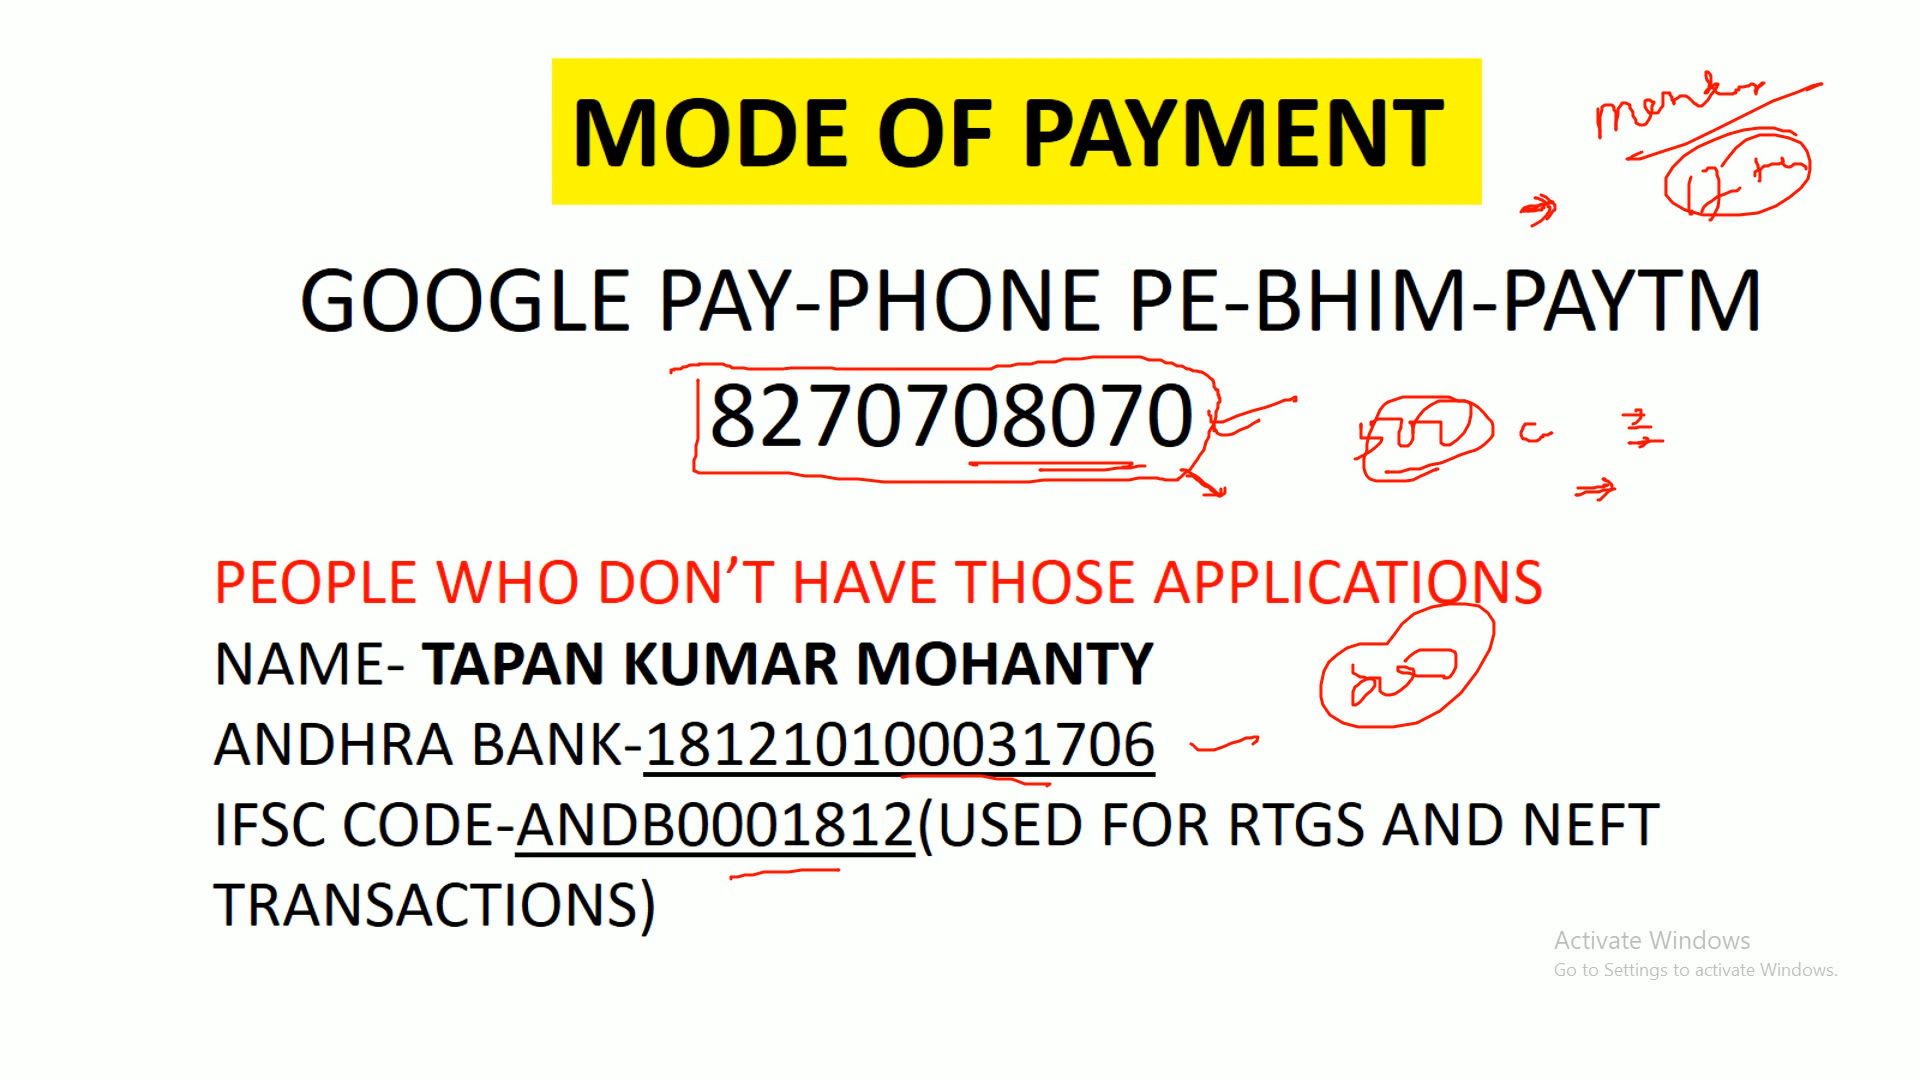 MODE OF PAYMENT
GOOGLE PAY-PHONE PE-BHIM-PAYTM
8270708070
PEOPLE WHO DON’T HAVE THOSE APPLICATIONS
NAME- TAPAN KUMAR MOHANTY
ANDHRA BANK-181210100031706
IFSC CODE-ANDB0001812(USED FOR RTGS AND NEFT
TRANSACTIONS)
Activate Windows
Go to Settings to activate Windows.